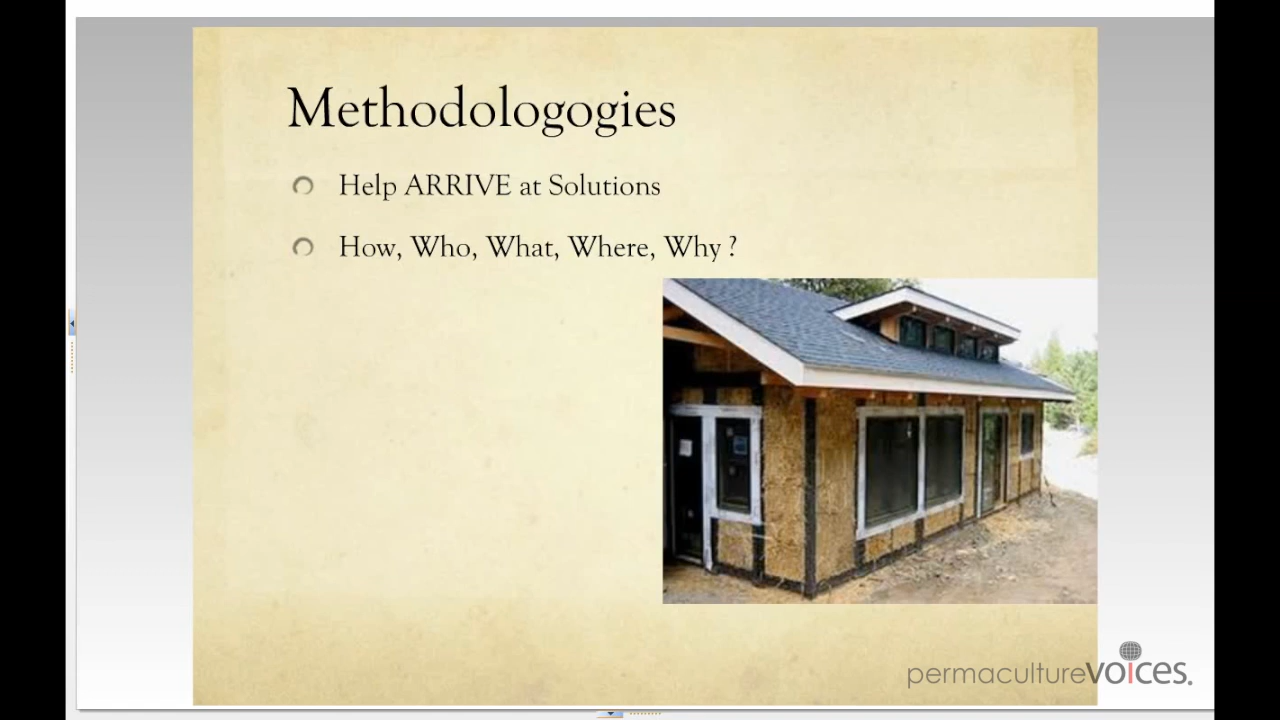 Methodologogies
Help ARRIVE at Solutions
How, Who, What, Where, Why ?
permacultureVOICES.